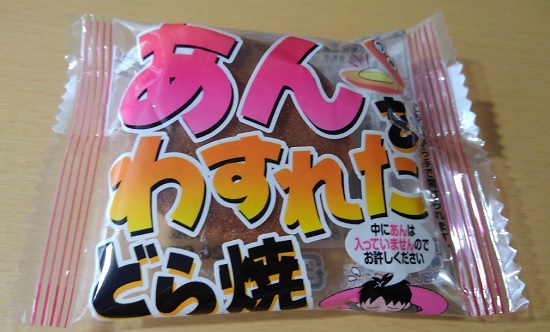 あん
わすれた
どら焼
中にあんは
入っていませんので
お許しください